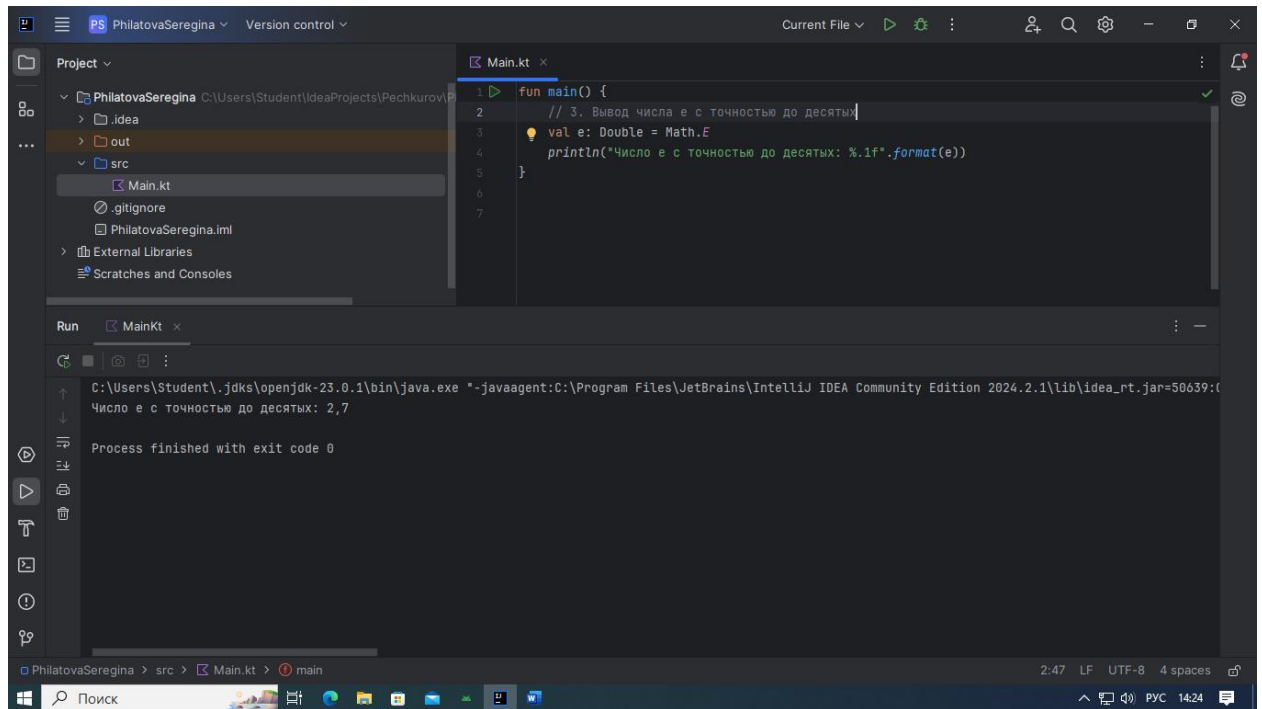 PS PhilatovaSeregina Version control Current File
Project
Main.kt
PhilatovaSeregina C:\Users\Student\IdeaProjects\Pechkurov\P
.idea
out
src
Main.kt
.gitignore
PhilatovaSeregina.iml
External Libraries
Scratches and Consoles
1 fun main() {
2 // 3. Вывод числа e с точностью до десятых
3 val e: Double = Math.E
4 println("Число e с точностью до десятых: %.1f".format(e))
5 }
6
7
Run MainKt
C:\Users\Student\.jdks\openjdk-23.0.1\bin\java.exe "-javaagent:C:\Program Files\JetBrains\IntelliJ IDEA Community Edition 2024.2.1\lib\idea_rt.jar=50639:
Число e с точностью до десятых: 2,7
Process finished with exit code 0
PhilatovaSeregina > src > Main.kt > main 2:47 LF UTF-8 4 spaces
Поиск РУС 14:24